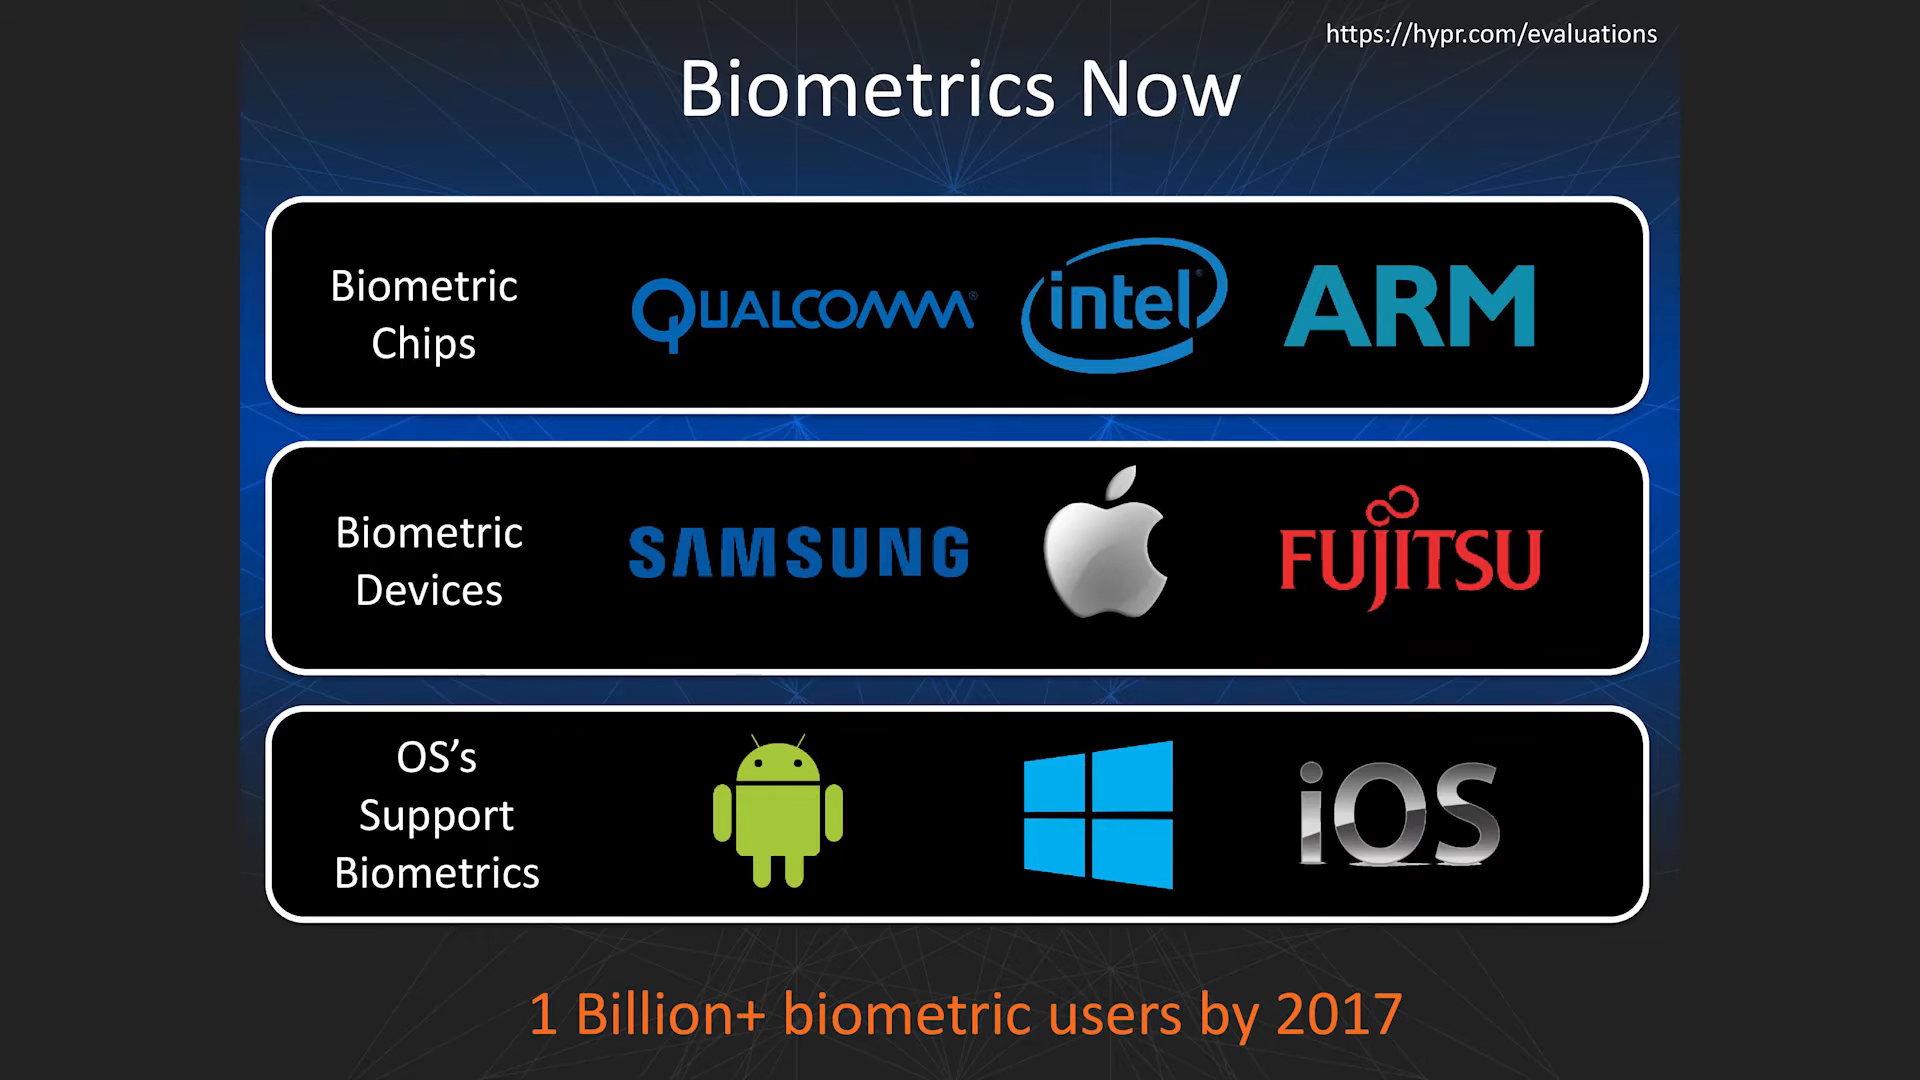 https://hypr.com/evaluations
Biometrics Now
Biometric
Chips
QUALCOMM®
intel®
ARM
Biometric
Devices
SAMSUNG
FUJITSU
OS’s
Support
Biometrics
iOS
1 Billion+ biometric users by 2017